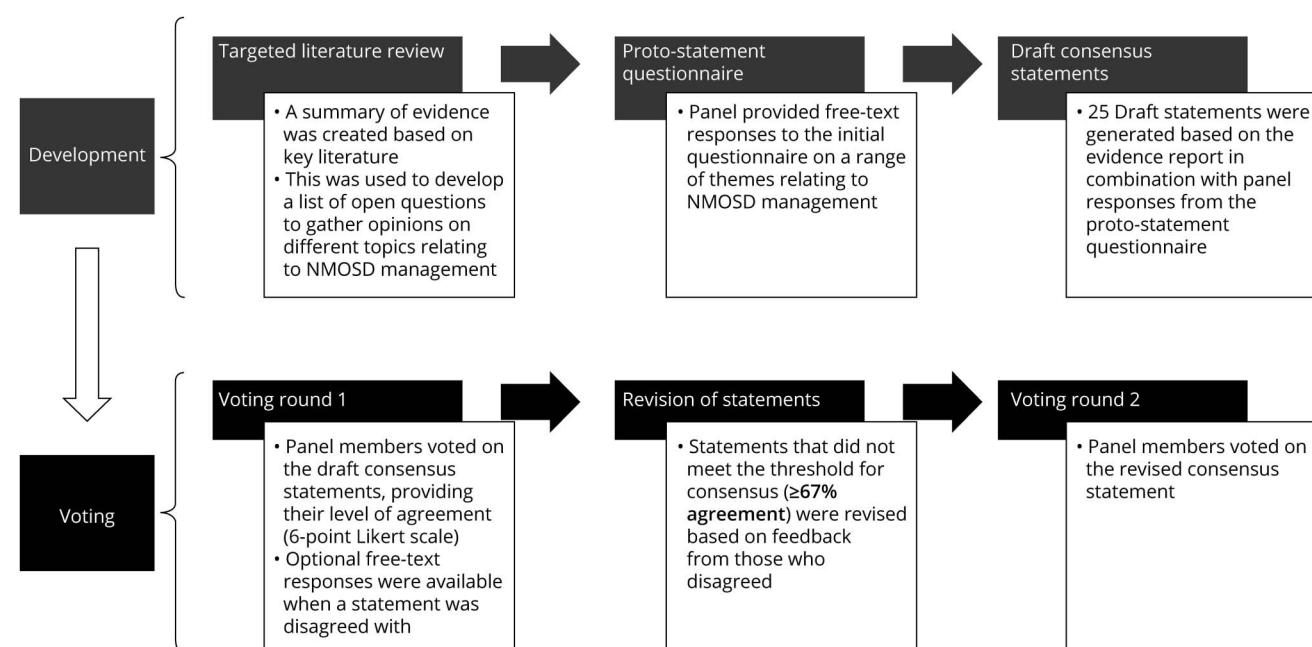 Development
Targeted literature review
• A summary of evidence
was created based on
key literature
• This was used to develop
a list of open questions
to gather opinions on
different topics relating
to NMOSD management
Proto-statement
questionnaire
• Panel provided free-text
responses to the initial
questionnaire on a range
of themes relating to
NMOSD management
Draft consensus
statements
• 25 Draft statements were
generated based on the
evidence report in
combination with panel
responses from the
proto-statement
questionnaire
Voting
Voting round 1
• Panel members voted on
the draft consensus
statements, providing
their level of agreement
(6-point Likert scale)
• Optional free-text
responses were available
when a statement was
disagreed with
Revision of statements
• Statements that did not
meet the threshold for
consensus (≥67%
agreement) were revised
based on feedback
from those who
disagreed
Voting round 2
• Panel members voted on
the revised consensus
statement